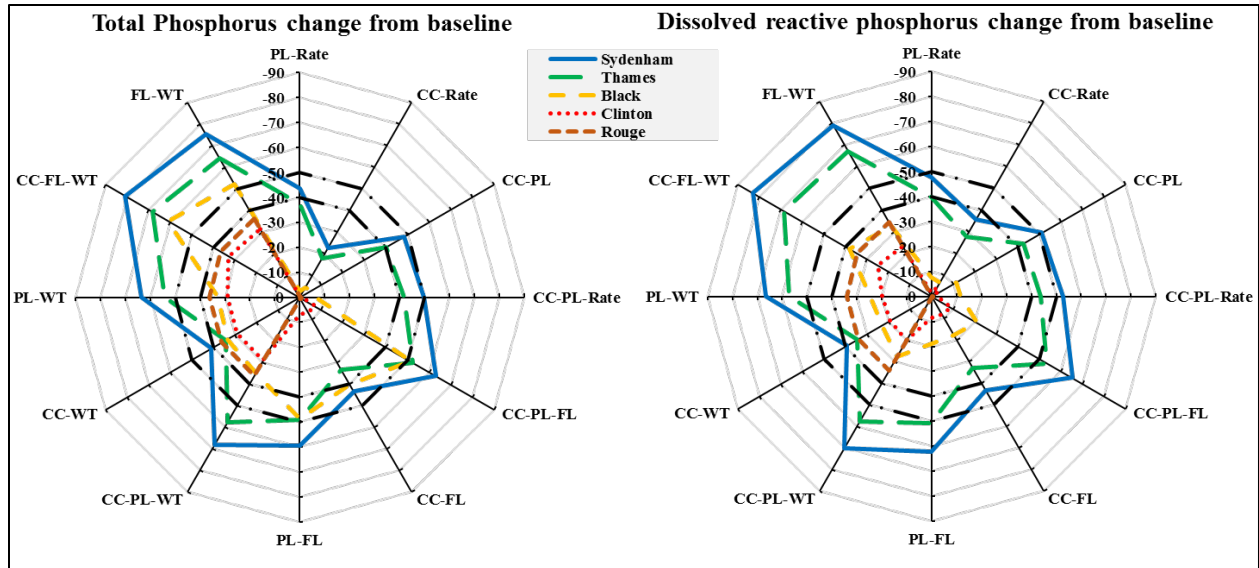 Total Phosphorus change from baseline
Dissolved reactive phosphorus change from baseline
Sydenham
Thames
Black
Clinton
Rouge
PL-Rate
CC-Rate
CC-PL
CC-PL-Rate
CC-PL-FL
CC-FL
PL-FL
CC-PL-WT
CC-WT
PL-WT
CC-FL-WT
FL-WT
-90
-80
-70
-60
-50
-40
-30
-20
-10
0
PL-Rate
CC-Rate
CC-PL
CC-PL-Rate
CC-PL-FL
CC-FL
PL-FL
CC-PL-WT
CC-WT
PL-WT
CC-FL-WT
FL-WT
-90
-80
-70
-60
-50
-40
-30
-20
-10
0